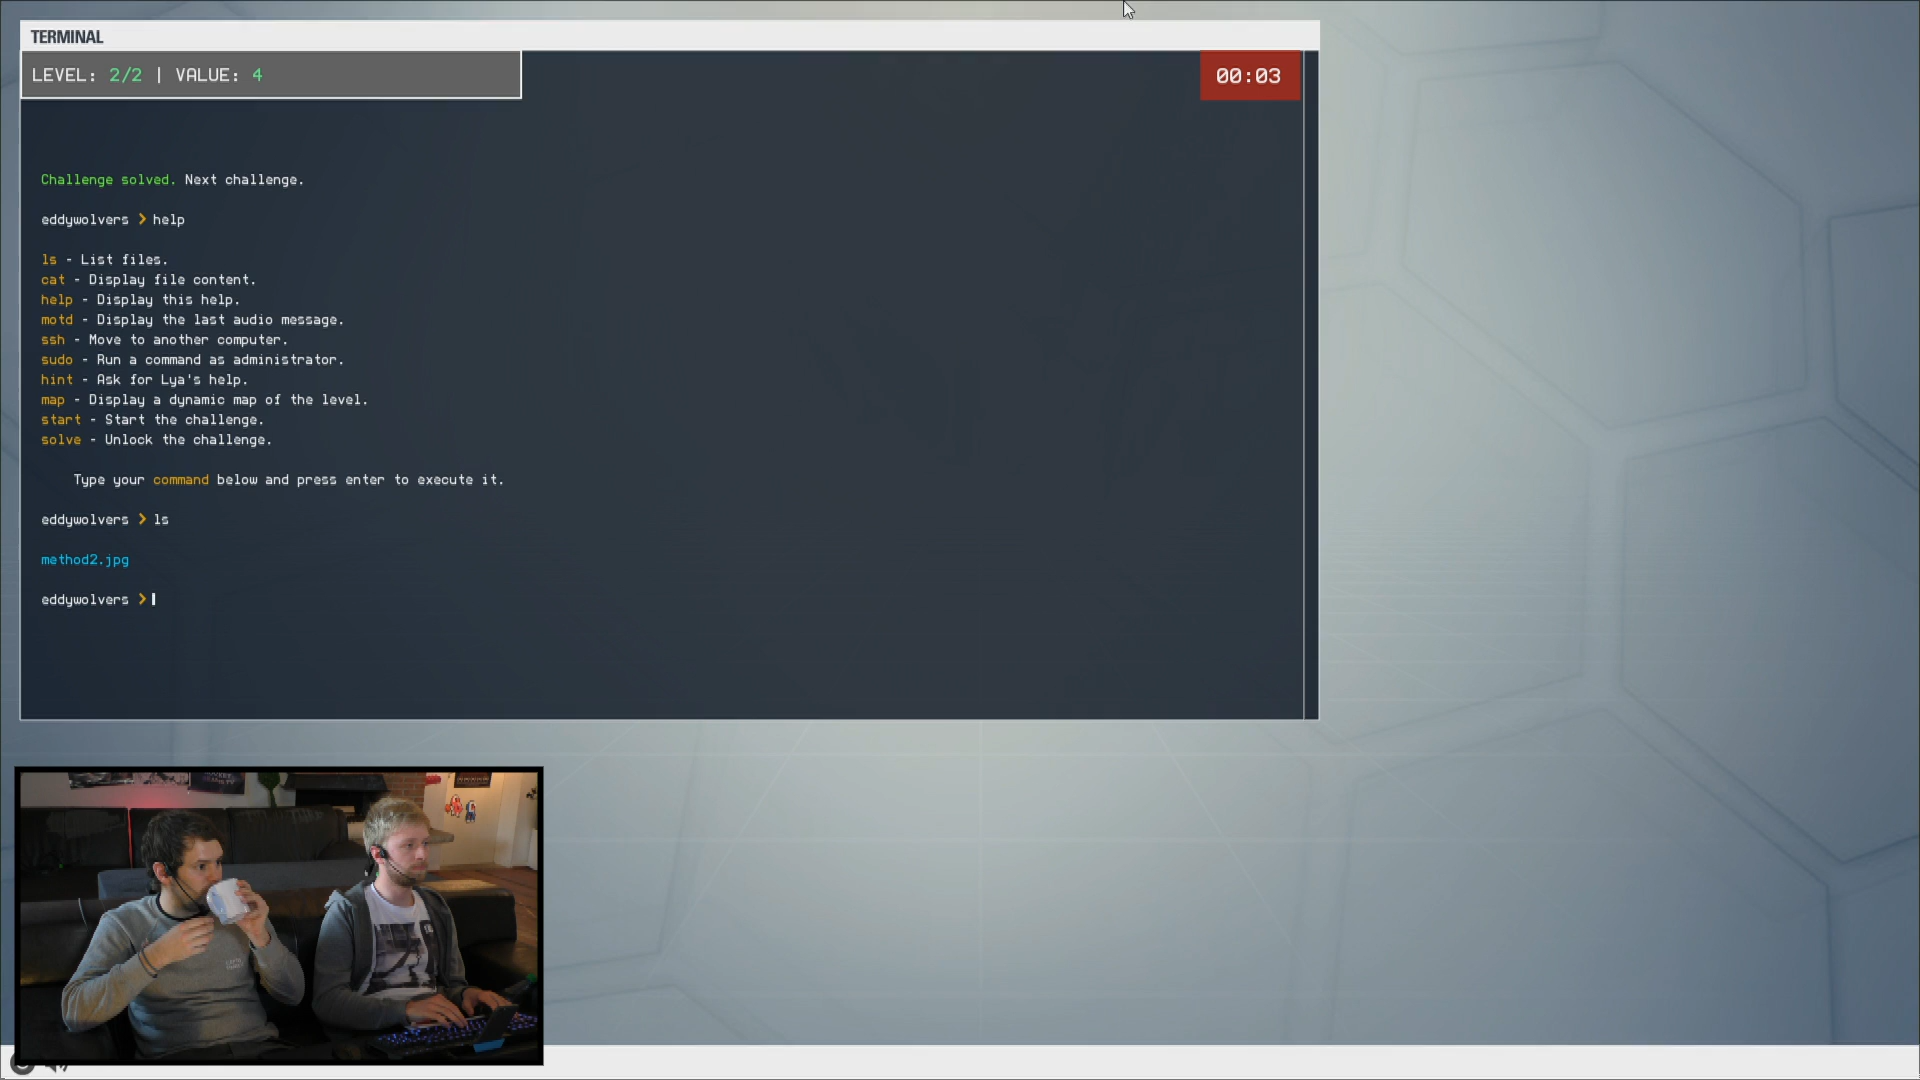 TERMINAL
LEVEL: 2/2 | VALUE: 4
00:03
Challenge solved. Next challenge.
eddywolvers > help
ls - List files.
cat - Display file content.
help - Display this help.
motd - Display the last audio message.
ssh - Move to another computer.
sudo - Run a command as administrator.
hint - Ask for Lya's help.
map - Display a dynamic map of the level.
start - Start the challenge.
solve - Unlock the challenge.
Type your command below and press enter to execute it.
eddywolvers > ls
method2.jpg
eddywolvers >